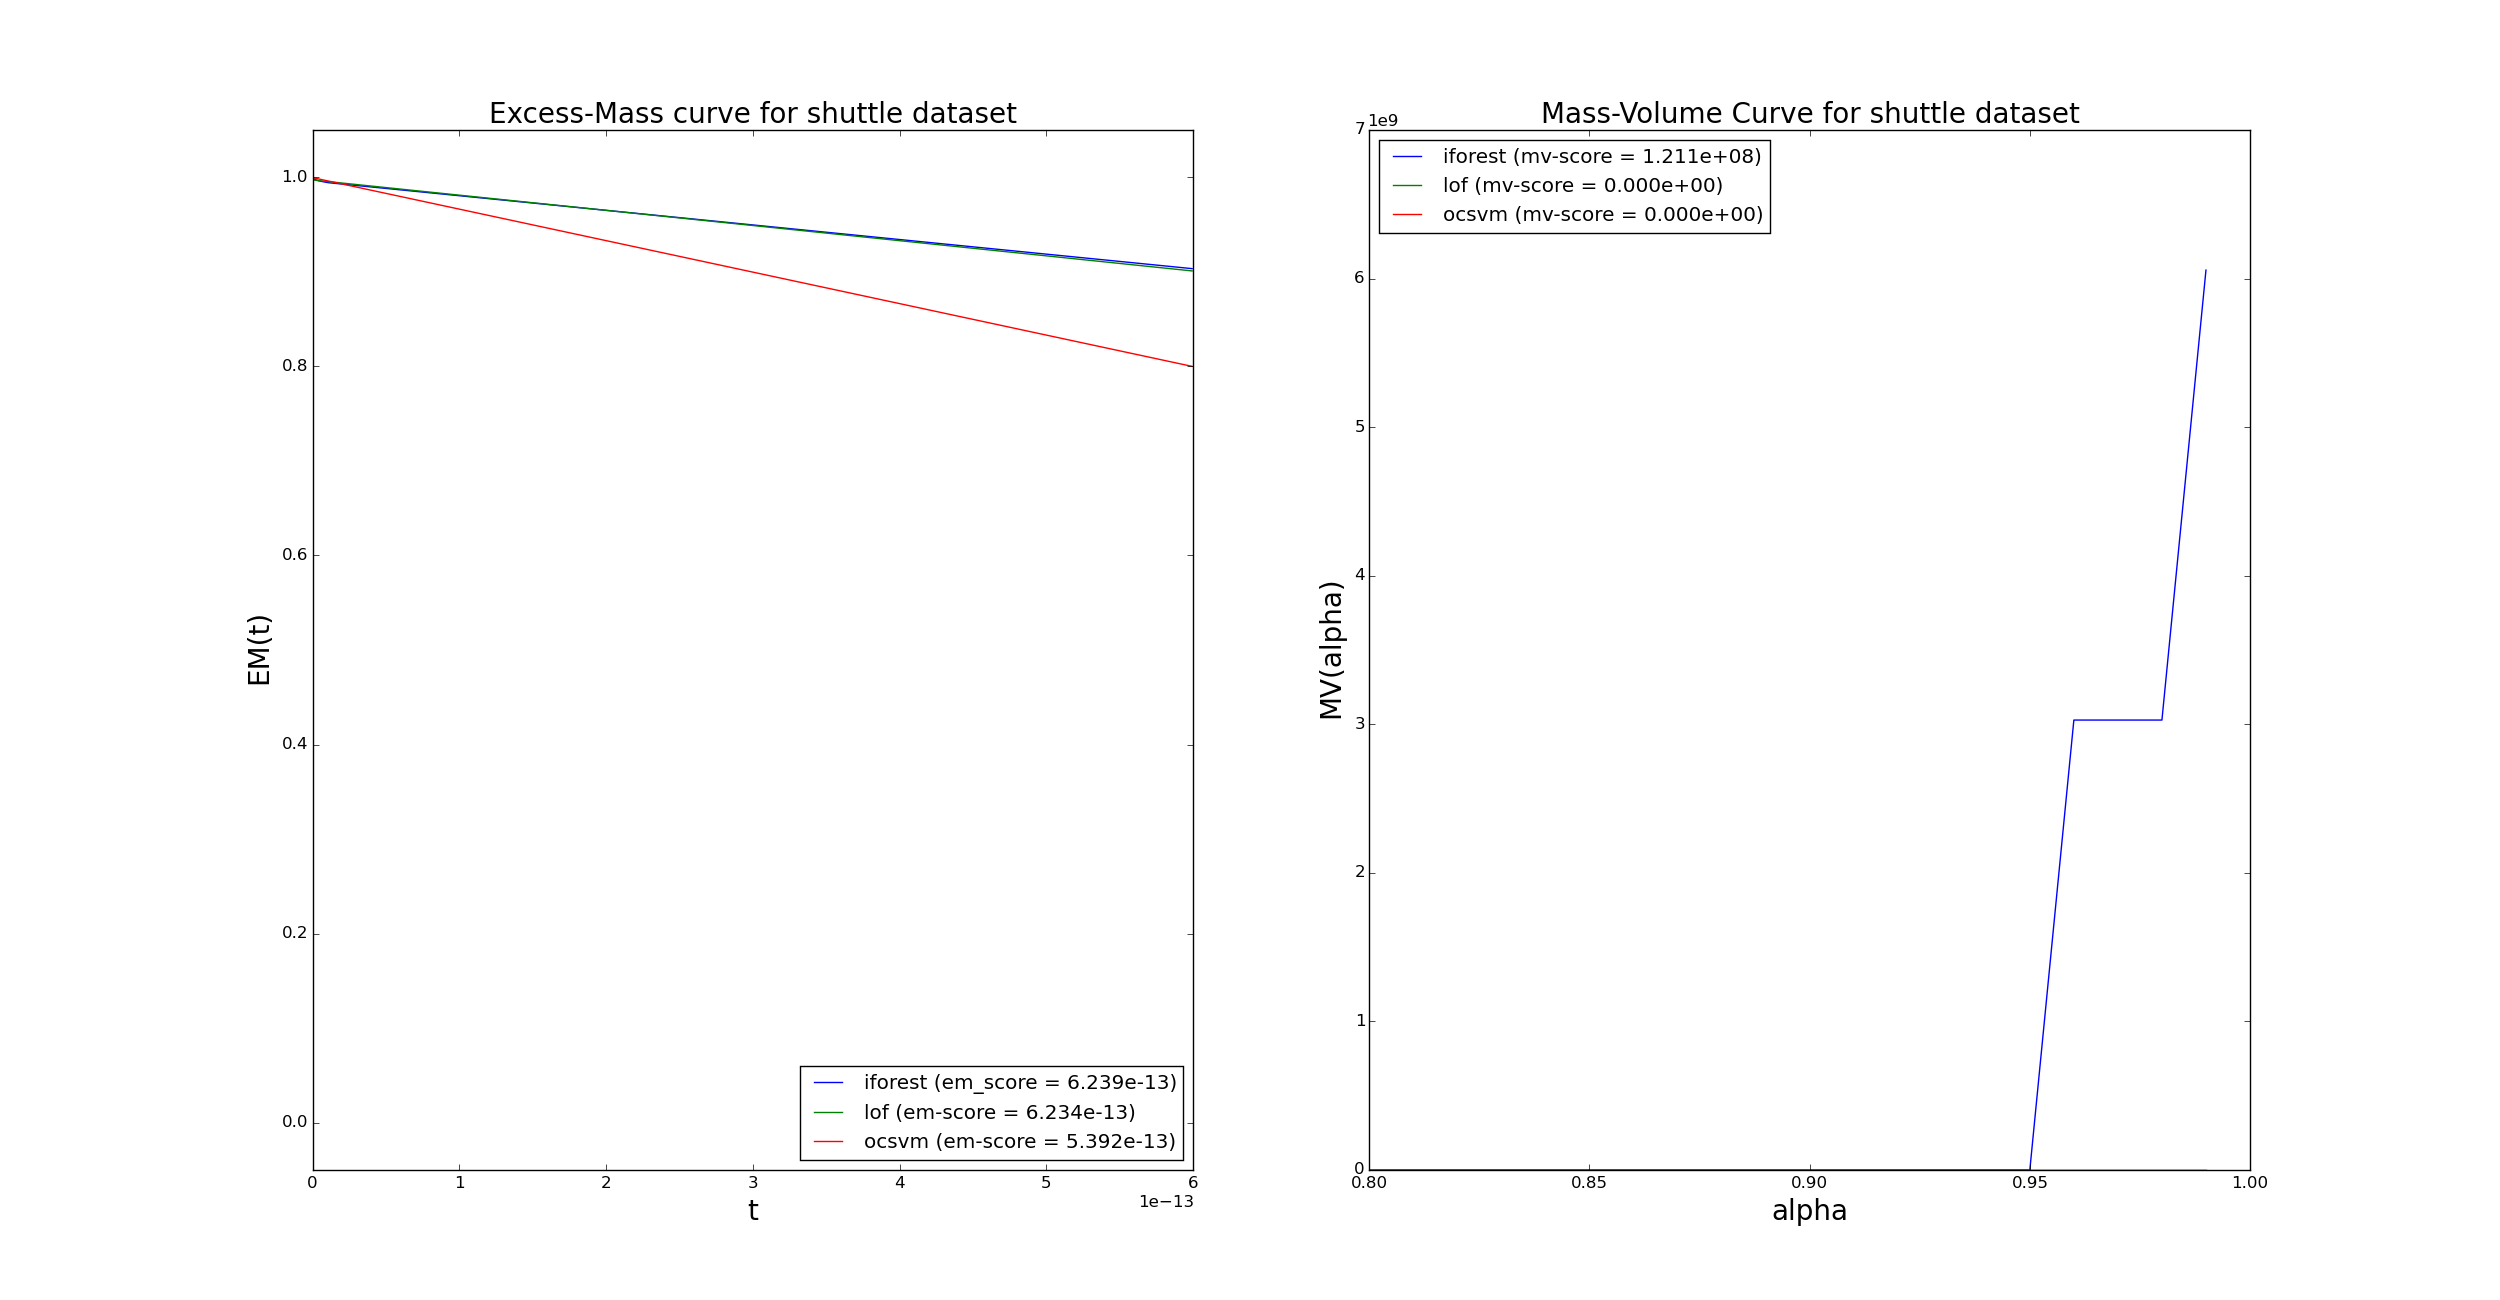 Excess-Mass curve for shuttle dataset
1.0
0.8
0.6
0.4
0.2
0.0
EM(t)
iforest (em_score = 6.239e-13)
lof (em-score = 6.234e-13)
ocsvm (em-score = 5.392e-13)
0 1 2 3 4 5 6
1e−13
t
Mass-Volume Curve for shuttle dataset
1e9
7
6
5
4
3
2
1
0
MV(alpha)
iforest (mv-score = 1.211e+08)
lof (mv-score = 0.000e+00)
ocsvm (mv-score = 0.000e+00)
0.80 0.85 0.90 0.95 1.00
alpha